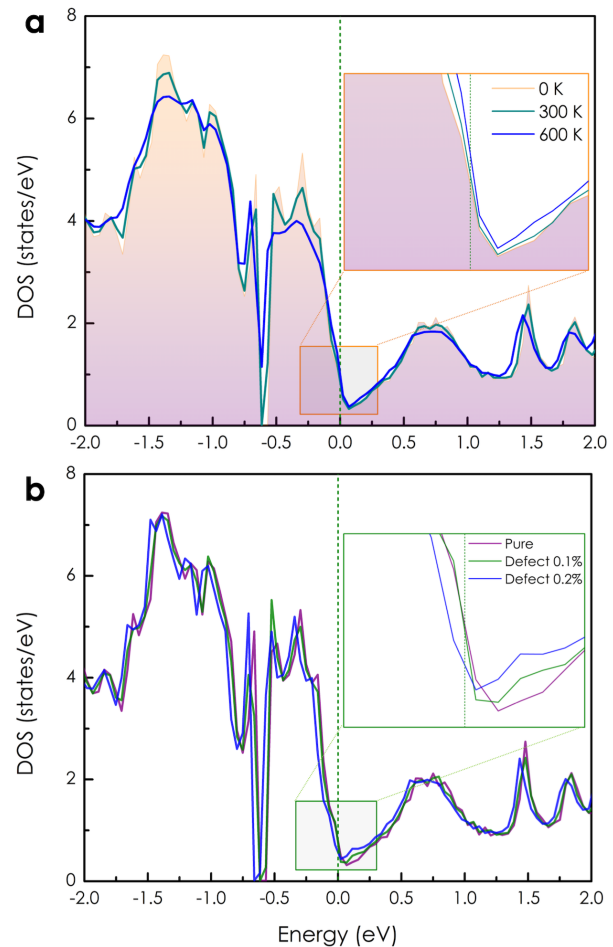 a
8
6
4
2
0
DOS (states/eV)
0 K
300 K
600 K
-2.0 -1.5 -1.0 -0.5 0.0 0.5 1.0 1.5 2.0
b
8
6
4
2
0
DOS (states/eV)
Pure
Defect 0.1%
Defect 0.2%
-2.0 -1.5 -1.0 -0.5 0.0 0.5 1.0 1.5 2.0
Energy (eV)